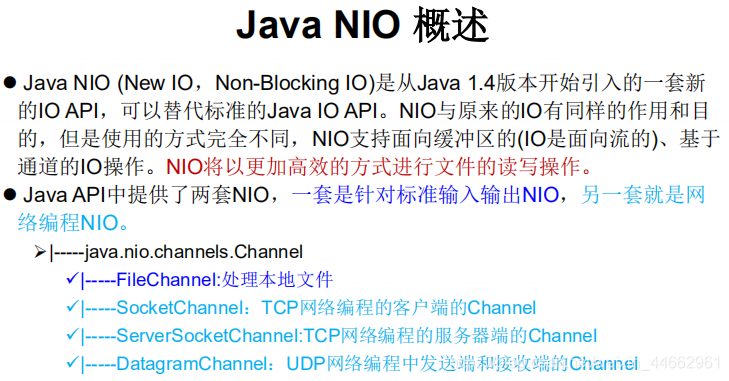 Java NIO 概述
● Java NIO (New IO，Non-Blocking IO)是从Java 1.4版本开始引入的一套新
的IO API，可以替代标准的Java IO API。NIO与原来的IO有同样的作用和目
的，但是使用的方式完全不同，NIO支持面向缓冲区的(IO是面向流的)、基于
通道的IO操作。NIO将以更加高效的方式进行文件的读写操作。
● Java API中提供了两套NIO，一套是针对标准输入输出NIO，另一套就是网
络编程NIO。
➢|-----java.nio.channels.Channel
✓|-----FileChannel:处理本地文件
✓|-----SocketChannel：TCP网络编程的客户端的Channel
✓|-----ServerSocketChannel:TCP网络编程的服务器端的Channel
✓|-----DatagramChannel：UDP网络编程中发送端和接收端的Channel
_44662961